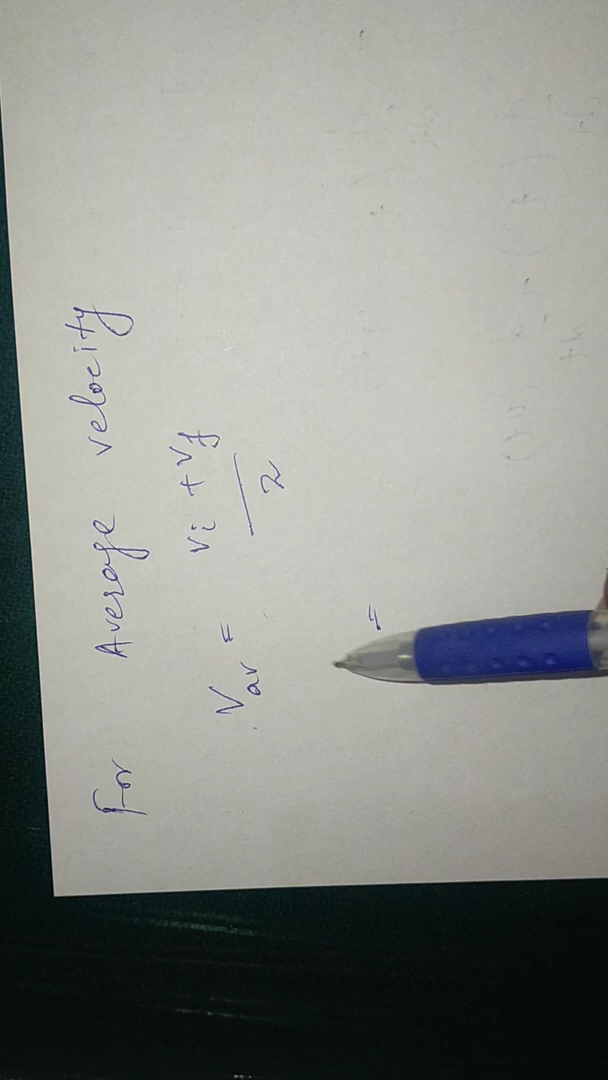 For Average velocity
Vav = vi + vf
2
=